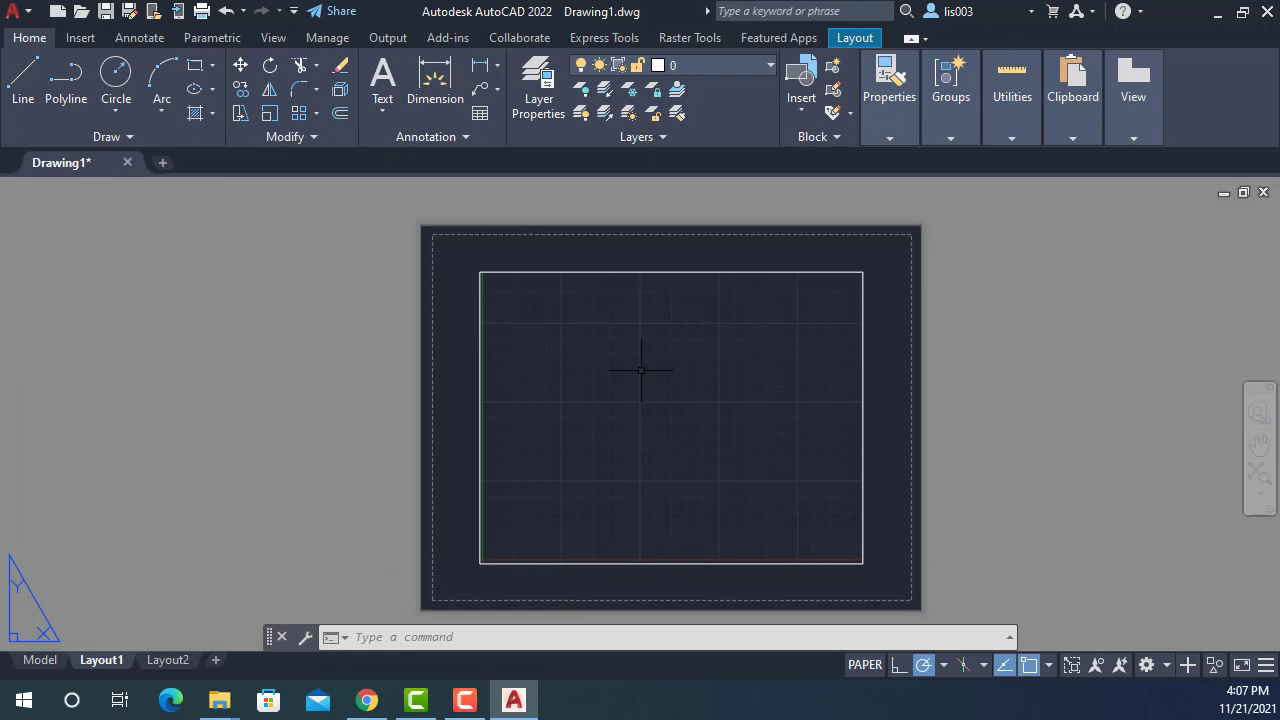 Share
Autodesk AutoCAD 2022 Drawing1.dwg
Type a keyword or phrase
lis003
Home Insert Annotate Parametric View Manage Output Add-ins Collaborate Express Tools Raster Tools Featured Apps Layout
0
Line Polyline Circle Arc
Text Dimension
Layer Properties
Insert
Properties Groups Utilities Clipboard View
Draw Modify Annotation Layers Block
Drawing1*
Y
X
Type a command
Model Layout1 Layout2
PAPER
4:07 PM
11/21/2021